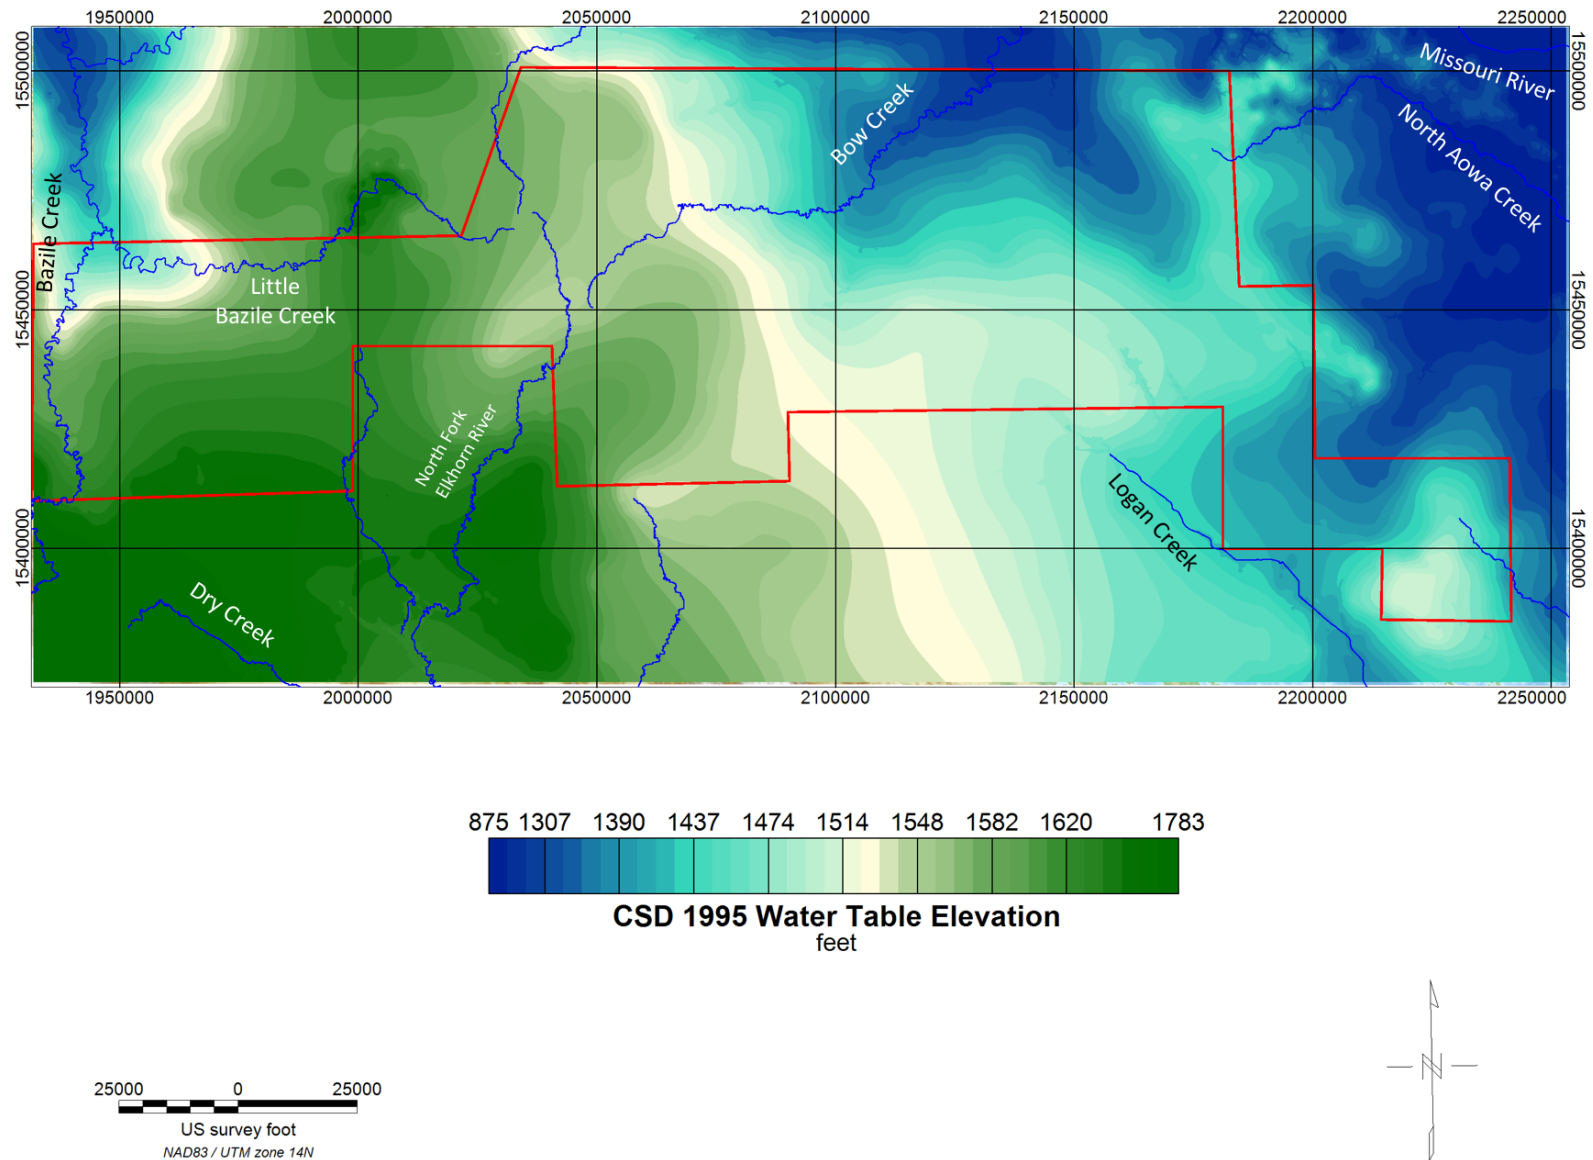 1950000 2000000 2050000 2100000 2150000 2200000 2250000
15500000
15450000
15400000
15500000
15450000
15400000
Missouri River
North Aowa Creek
Bow Creek
Bazile Creek
Little
Bazile Creek
North Fork
Elkhorn River
Logan Creek
Dry Creek
1950000 2000000 2050000 2100000 2150000 2200000 2250000
875 1307 1390 1437 1474 1514 1548 1582 1620 1783
CSD 1995 Water Table Elevation
feet
N
25000 0 25000
US survey foot
NAD83 / UTM zone 14N